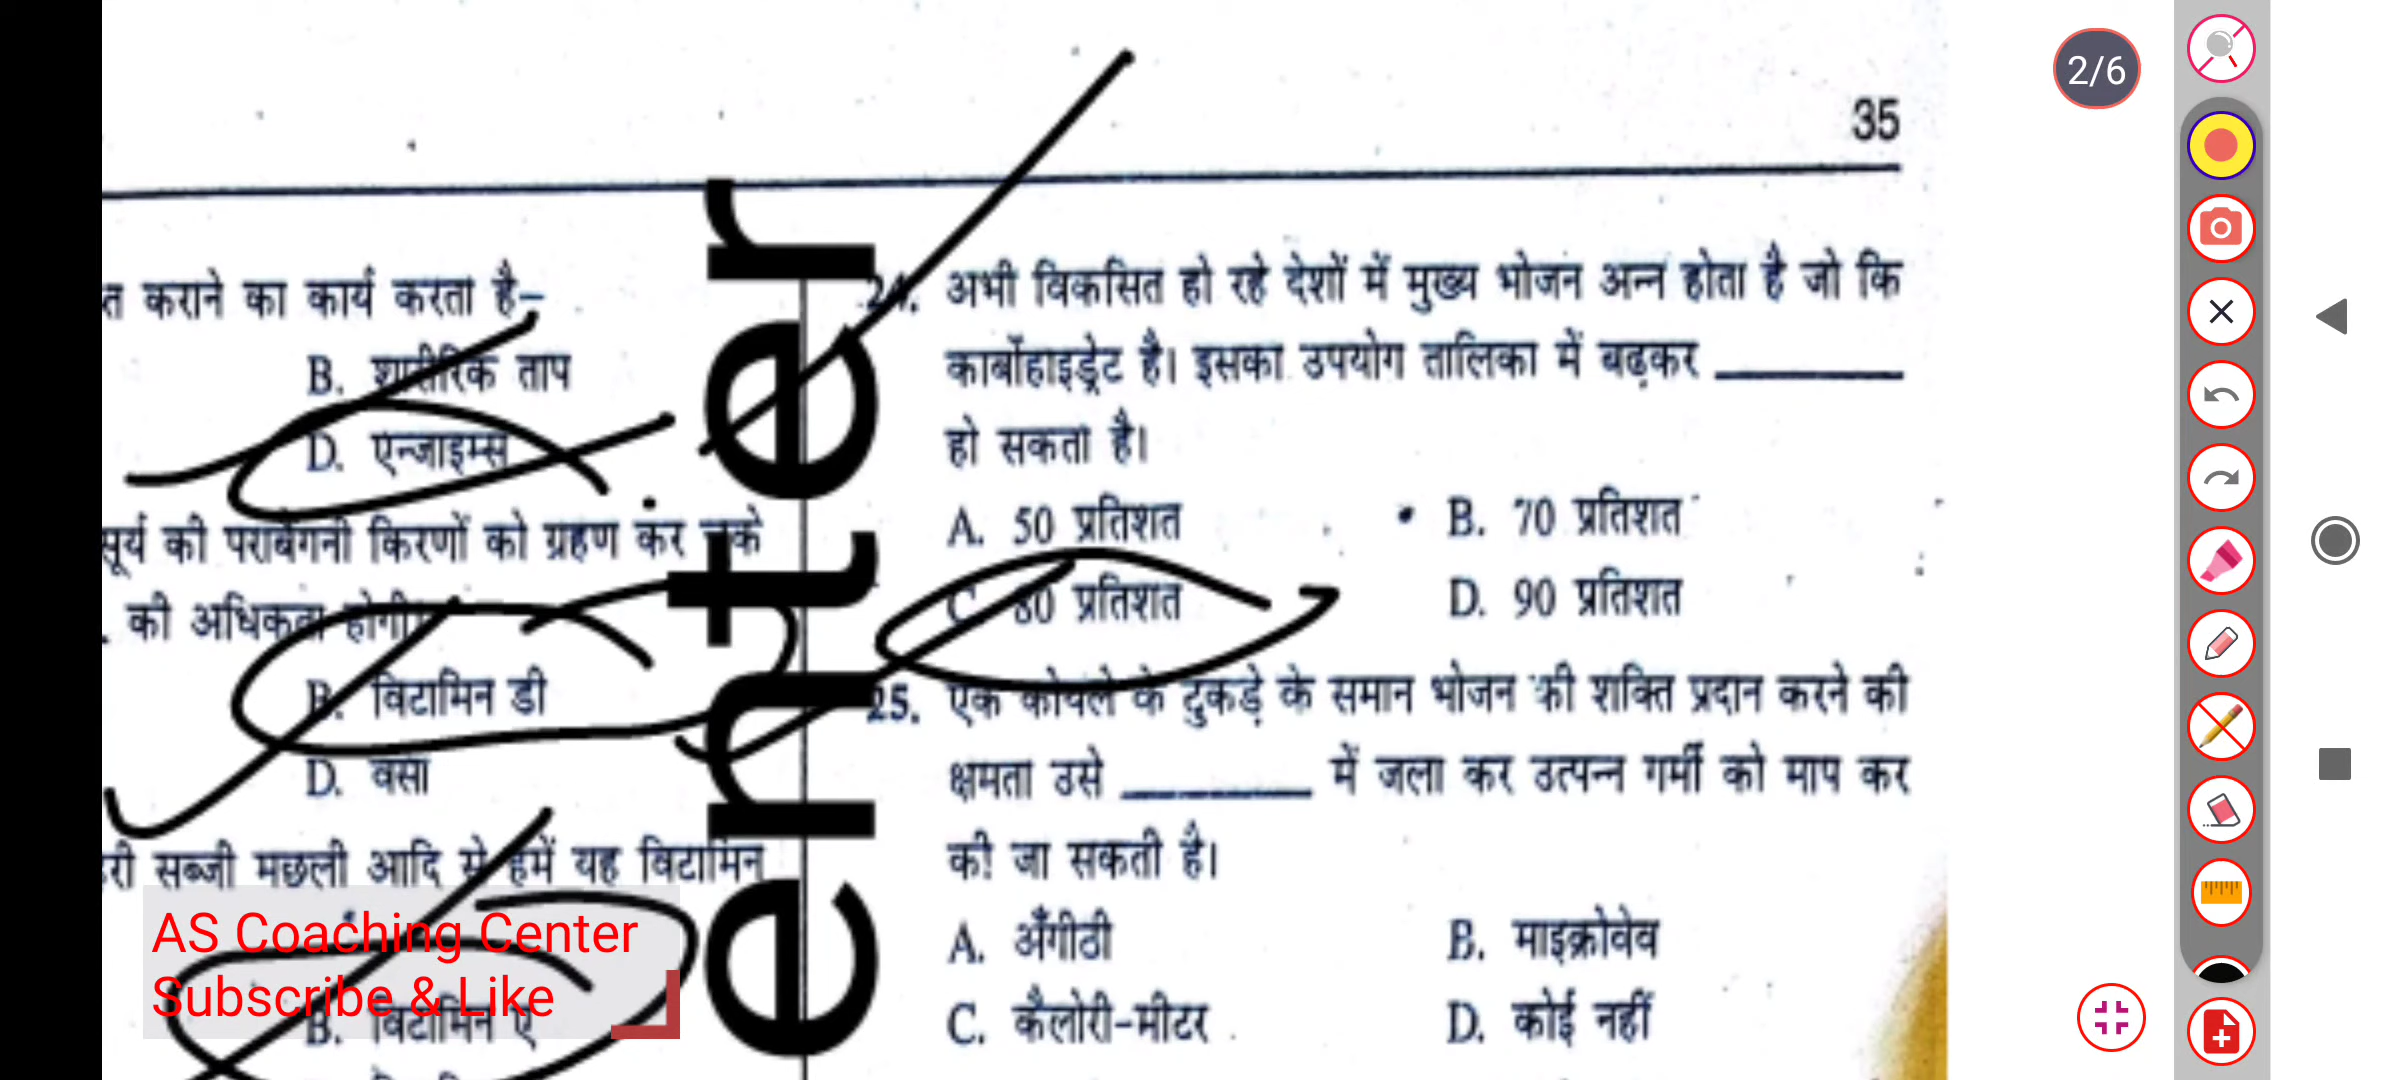 2/6
35
त कराने का कार्य करता है–
B. शारीरिक ताप
D. एन्जाइम्स
सूर्य की पराबैगनी किरणों को ग्रहण कर सके
की अधिकता होगी।
B. विटामिन डी
D. वसा
री सब्जी मछली आदि से हमें यह विटामिन
B. विटामिन ऐ
AS Coaching Center
Subscribe & Like
enter
24. अभी विकसित हो रहे देशों में मुख्य भोजन अन्न होता है जो कि
कार्बोहाइड्रेट है। इसका उपयोग तालिका में बढ़कर ________
हो सकता है।
A. 50 प्रतिशत
B. 70 प्रतिशत
C. 80 प्रतिशत
D. 90 प्रतिशत
25. एक कोयले के टुकड़े के समान भोजन की शक्ति प्रदान करने की
क्षमता उसे ________ में जला कर उत्पन्न गर्मी को माप कर
की जा सकती है।
A. अँगीठी
B. माइक्रोवेव
C. कैलोरी-मीटर
D. कोई नहीं